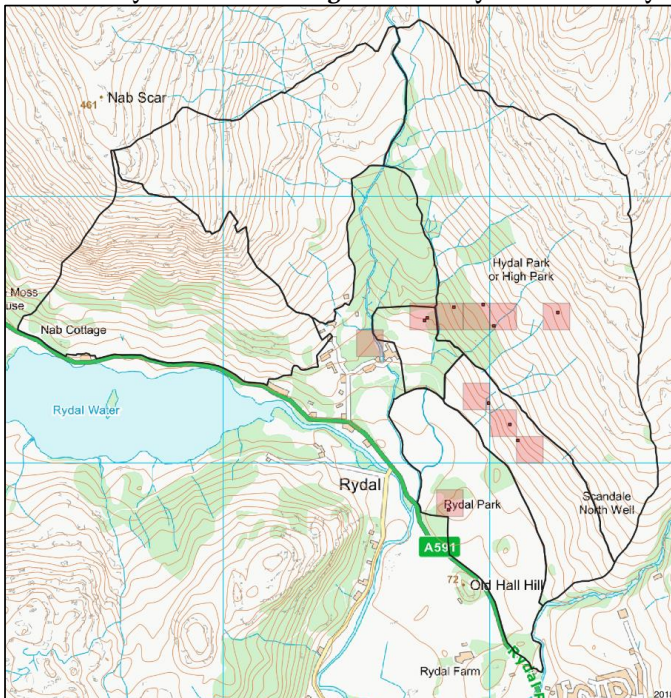 461
Nab Scar
Hydal Park
or High Park
Moss
use
Nab Cottage
Rydal Water
Rydal
Scandale
North Well
Rydal Park
A591
72
Old Hall Hill
Rydal Farm